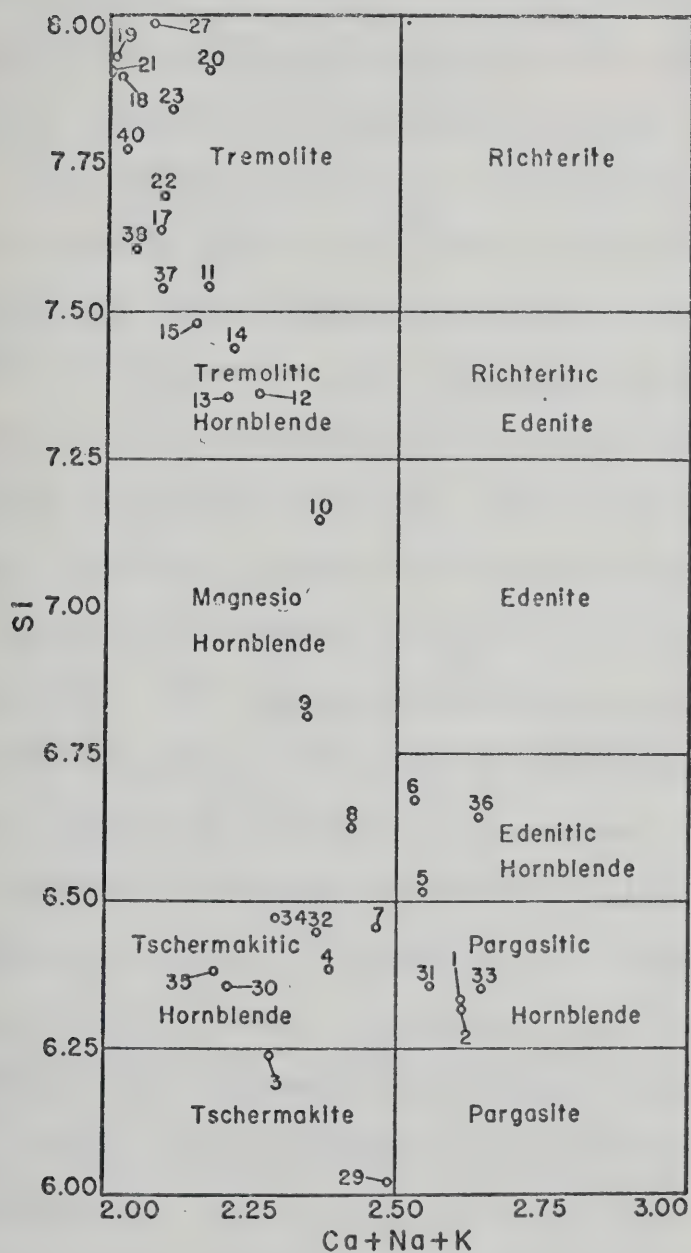 8.00
19
27
21
20
18
23
40
7.75
Tremolite
Richterite
22
17
38
37
11
7.50
15
14
Tremolitic
Richteritic
13
12
Hornblende
Edenite
7.25
10
Si
7.00
Magnesio
Edenite
Hornblende
9
6.75
6
36
8
Edenitic
Hornblende
5
6.50
34
32
7
Tschermakitic
Pargasitic
4
1
31
33
35
30
Hornblende
Hornblende
2
6.25
3
Tschermakite
Pargasite
29
6.00
2.00
2.25
2.50
2.75
3.00
Ca+Na+K